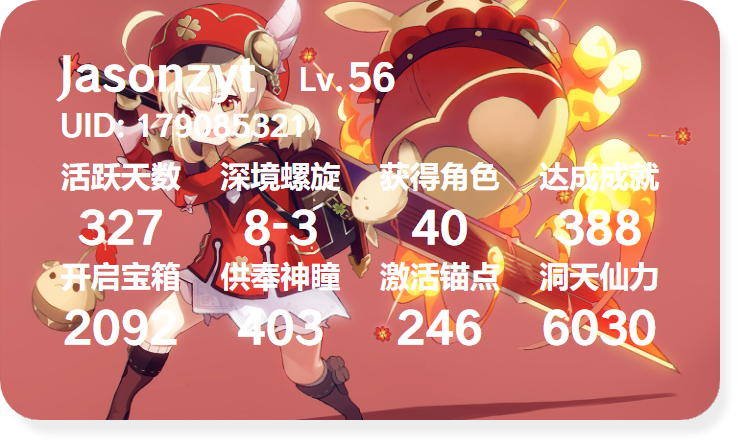 Jasonzyt Lv.56
UID: 179085321
活跃天数 深境螺旋 获得角色 达成成就
327 8-3 40 388
开启宝箱 供奉神瞳 激活锚点 洞天仙力
2092 403 246 6030